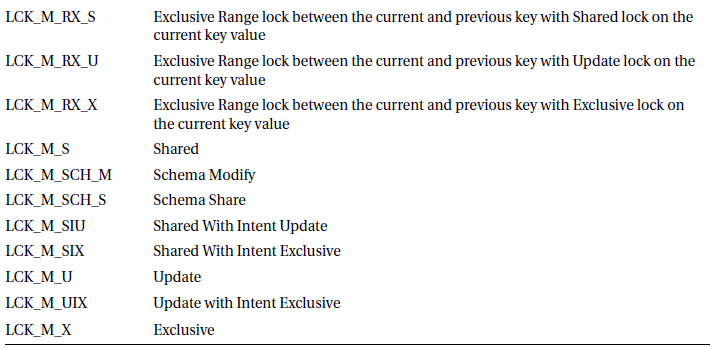 LCK_M_RX_S Exclusive Range lock between the current and previous key with Shared lock on the
current key value
LCK_M_RX_U Exclusive Range lock between the current and previous key with Update lock on the
current key value
LCK_M_RX_X Exclusive Range lock between the current and previous key with Exclusive lock on
the current key value
LCK_M_S Shared
LCK_M_SCH_M Schema Modify
LCK_M_SCH_S Schema Share
LCK_M_SIU Shared With Intent Update
LCK_M_SIX Shared With Intent Exclusive
LCK_M_U Update
LCK_M_UIX Update with Intent Exclusive
LCK_M_X Exclusive